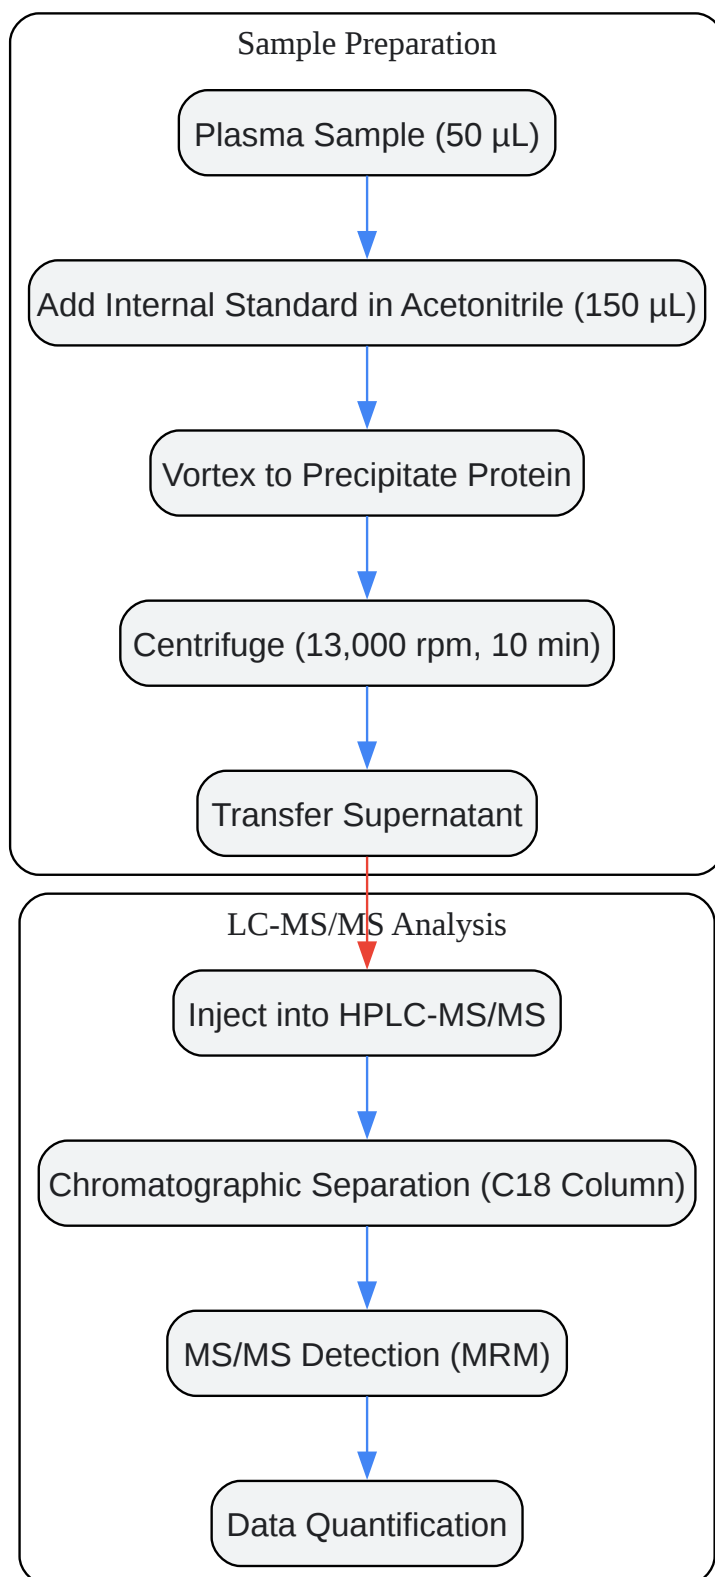 Sample Preparation
Plasma Sample (50 µL)
Add Internal Standard in Acetonitrile (150 µL)
Vortex to Precipitate Protein
Centrifuge (13,000 rpm, 10 min)
Transfer Supernatant
LC-MS/MS Analysis
Inject into HPLC-MS/MS
Chromatographic Separation (C18 Column)
MS/MS Detection (MRM)
Data Quantification